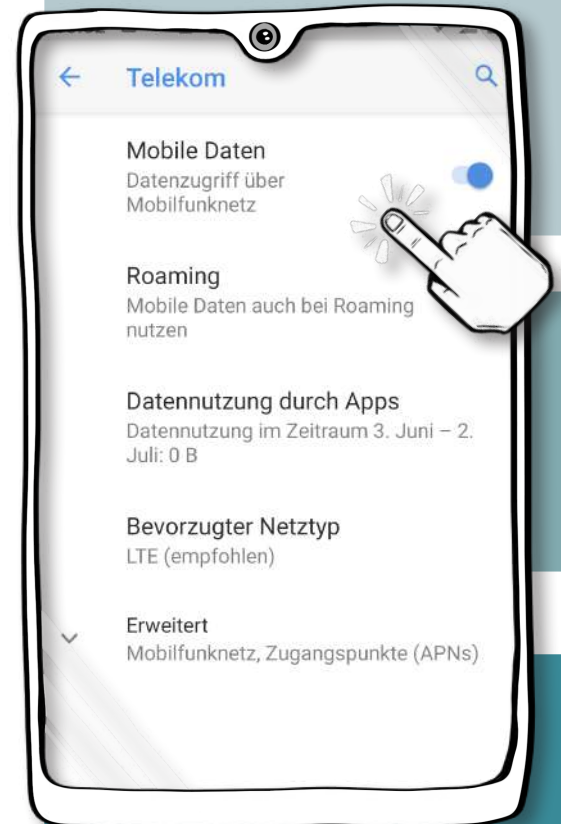 Telekom
Mobile Daten
Datenzugriff über
Mobilfunknetz
Roaming
Mobile Daten auch bei Roaming
nutzen
Datennutzung durch Apps
Datennutzung im Zeitraum 3. Juni – 2.
Juli: 0 B
Bevorzugter Netztyp
LTE (empfohlen)
Erweitert
Mobilfunknetz, Zugangspunkte (APNs)